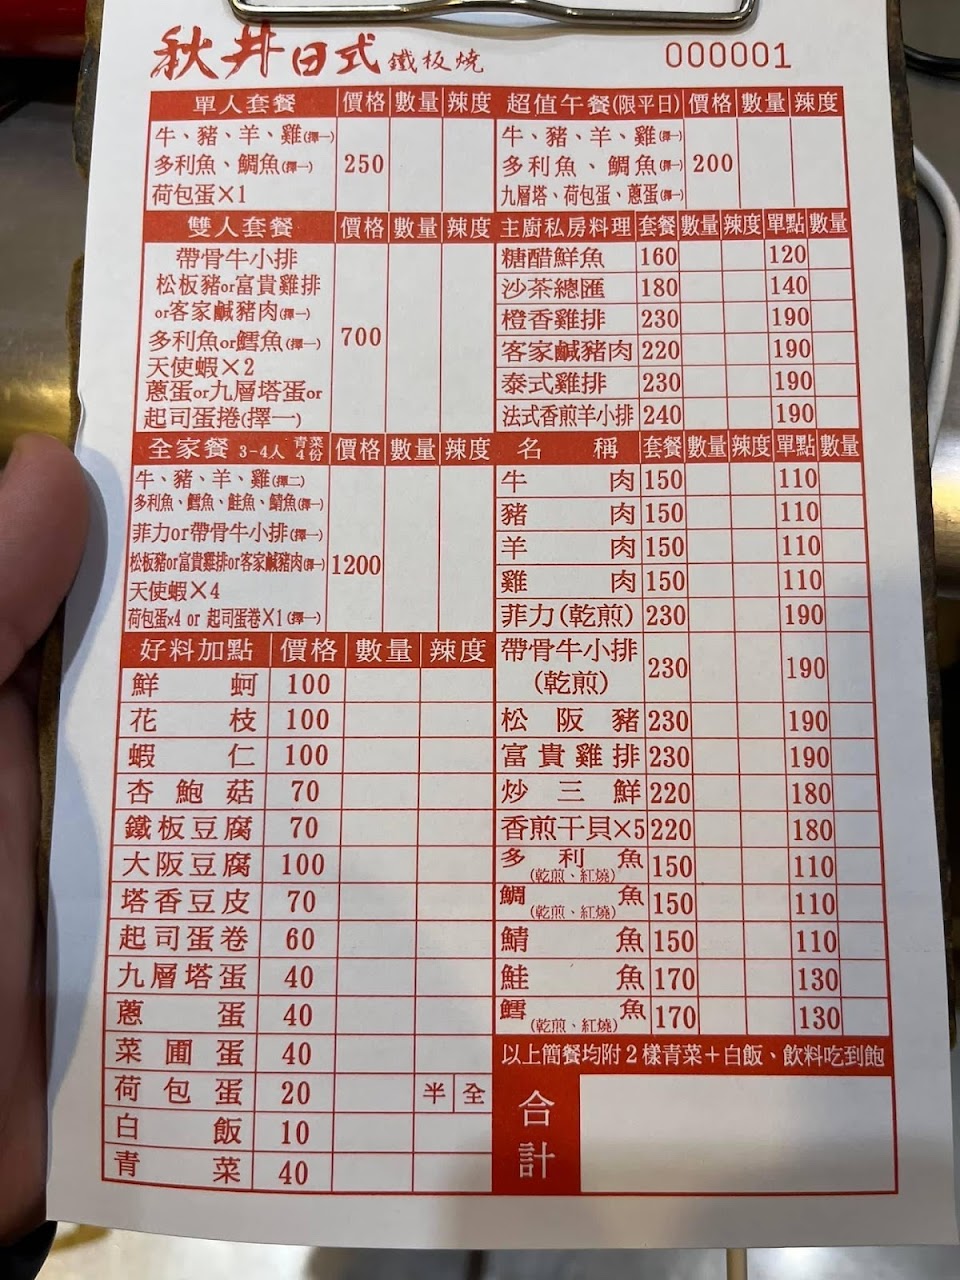 秋井日式鐵板燒
000001
單人套餐 價格 數量 辣度
牛、豬、羊、雞(擇一)
多利魚、鯛魚(擇一)
荷包蛋×1
250
超值午餐(限平日) 價格 數量 辣度
牛、豬、羊、雞(擇一)
多利魚、鯛魚(擇一)
九層塔、荷包蛋、蔥蛋(擇一)
200
雙人套餐 價格 數量 辣度
帶骨牛小排
松板豬or富貴雞排
or客家鹹豬肉(擇一)
多利魚or鱈魚(擇一)
天使蝦×2
蔥蛋or九層塔蛋or
起司蛋捲(擇一)
700
主廚私房料理 套餐 數量 辣度 單點 數量
糖醋鮮魚 160 120
沙茶總匯 180 140
橙香雞排 230 190
客家鹹豬肉 220 190
泰式雞排 230 190
法式香煎羊小排 240 190
全家餐 3-4人 青菜4份 價格 數量 辣度
牛、豬、羊、雞(擇二)
多利魚、鱈魚、鮭魚、鯖魚(擇一)
菲力or帶骨牛小排(擇一)
松板豬or富貴雞排or客家鹹豬肉(擇一)
天使蝦×4
荷包蛋x4 or 起司蛋卷×1(擇一)
1200
名稱 套餐 數量 辣度 單點 數量
牛肉 150 110
豬肉 150 110
羊肉 150 110
雞肉 150 110
菲力(乾煎) 230 190
帶骨牛小排
(乾煎)
230 190
松阪豬 230 190
富貴雞排 230 190
炒三鮮 220 180
香煎干貝×5 220 180
多利魚 150 110
(乾煎、紅燒)
鯛魚 150 110
(乾煎、紅燒)
鯖魚 150 110
鮭魚 170 130
鱈魚 170 130
(乾煎、紅燒)
以上簡餐均附2樣青菜＋白飯、飲料吃到飽
合計
好料加點 價格 數量 辣度
鮮蚵 100
花枝 100
蝦仁 100
杏鮑菇 70
鐵板豆腐 70
大阪豆腐 100
塔香豆皮 70
起司蛋卷 60
九層塔蛋 40
蔥蛋 40
菜圃蛋 40
荷包蛋 20 半 全
白飯 10
青菜 40